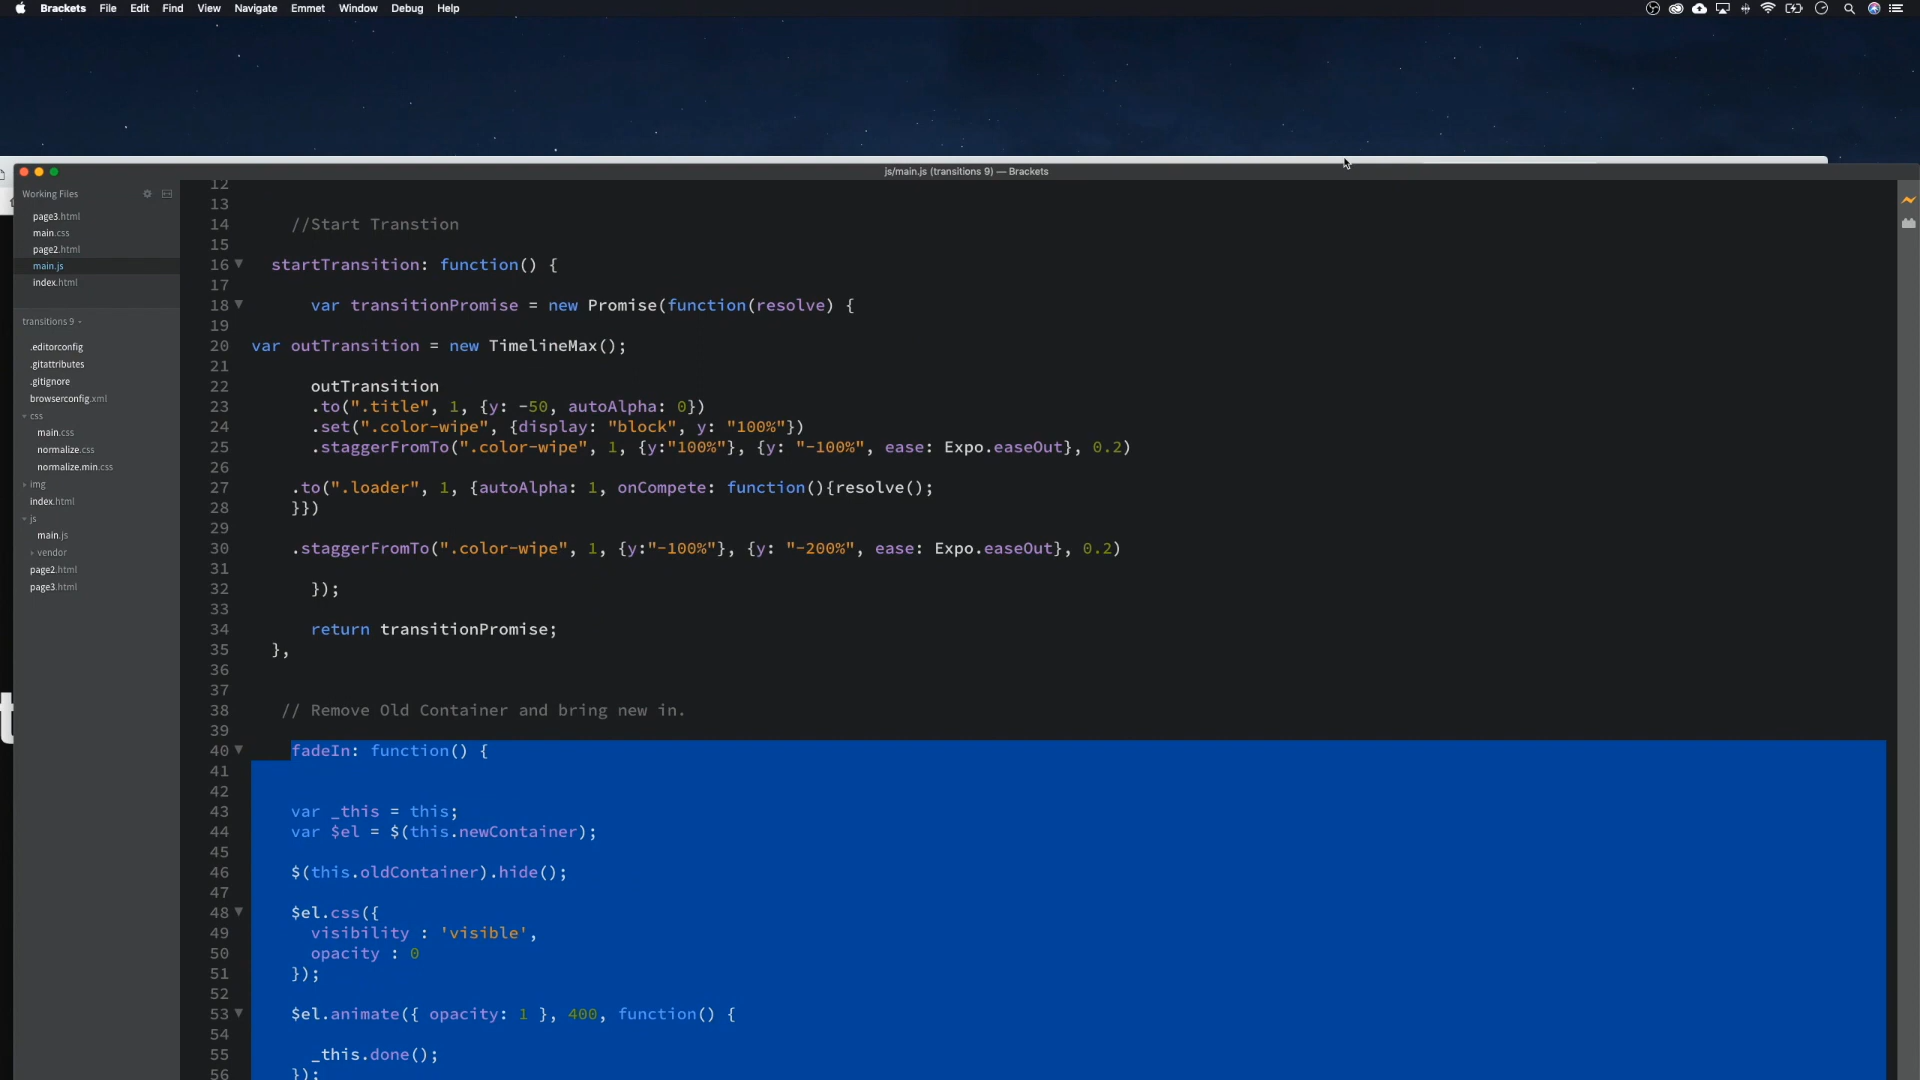 Brackets File Edit Find View Navigate Emmet Window Debug Help
js/main.js (transitions 9) — Brackets
Working Files
page3.html
main.css
page2.html
main.js
index.html
transitions 9
.editorconfig
.gitattributes
.gitignore
browserconfig.xml
css
main.css
normalize.css
normalize.min.css
img
index.html
js
main.js
vendor
page2.html
page3.html
t
12
13
14 //Start Transtion
15
16 startTransition: function() {
17
18 var transitionPromise = new Promise(function(resolve) {
19
20 var outTransition = new TimelineMax();
21
22 outTransition
23 .to(".title", 1, {y: -50, autoAlpha: 0})
24 .set(".color-wipe", {display: "block", y: "100%"})
25 .staggerFromTo(".color-wipe", 1, {y:"100%"}, {y: "-100%", ease: Expo.easeOut}, 0.2)
26
27 .to(".loader", 1, {autoAlpha: 1, onCompete: function(){resolve();
28 }})
29
30 .staggerFromTo(".color-wipe", 1, {y:"-100%"}, {y: "-200%", ease: Expo.easeOut}, 0.2)
31
32 });
33
34 return transitionPromise;
35 },
36
37
38 // Remove Old Container and bring new in.
39
40 fadeIn: function() {
41
42
43 var _this = this;
44 var $el = $(this.newContainer);
45
46 $(this.oldContainer).hide();
47
48 $el.css({
49 visibility : 'visible',
50 opacity : 0
51 });
52
53 $el.animate({ opacity: 1 }, 400, function() {
54
55 _this.done();
56 });